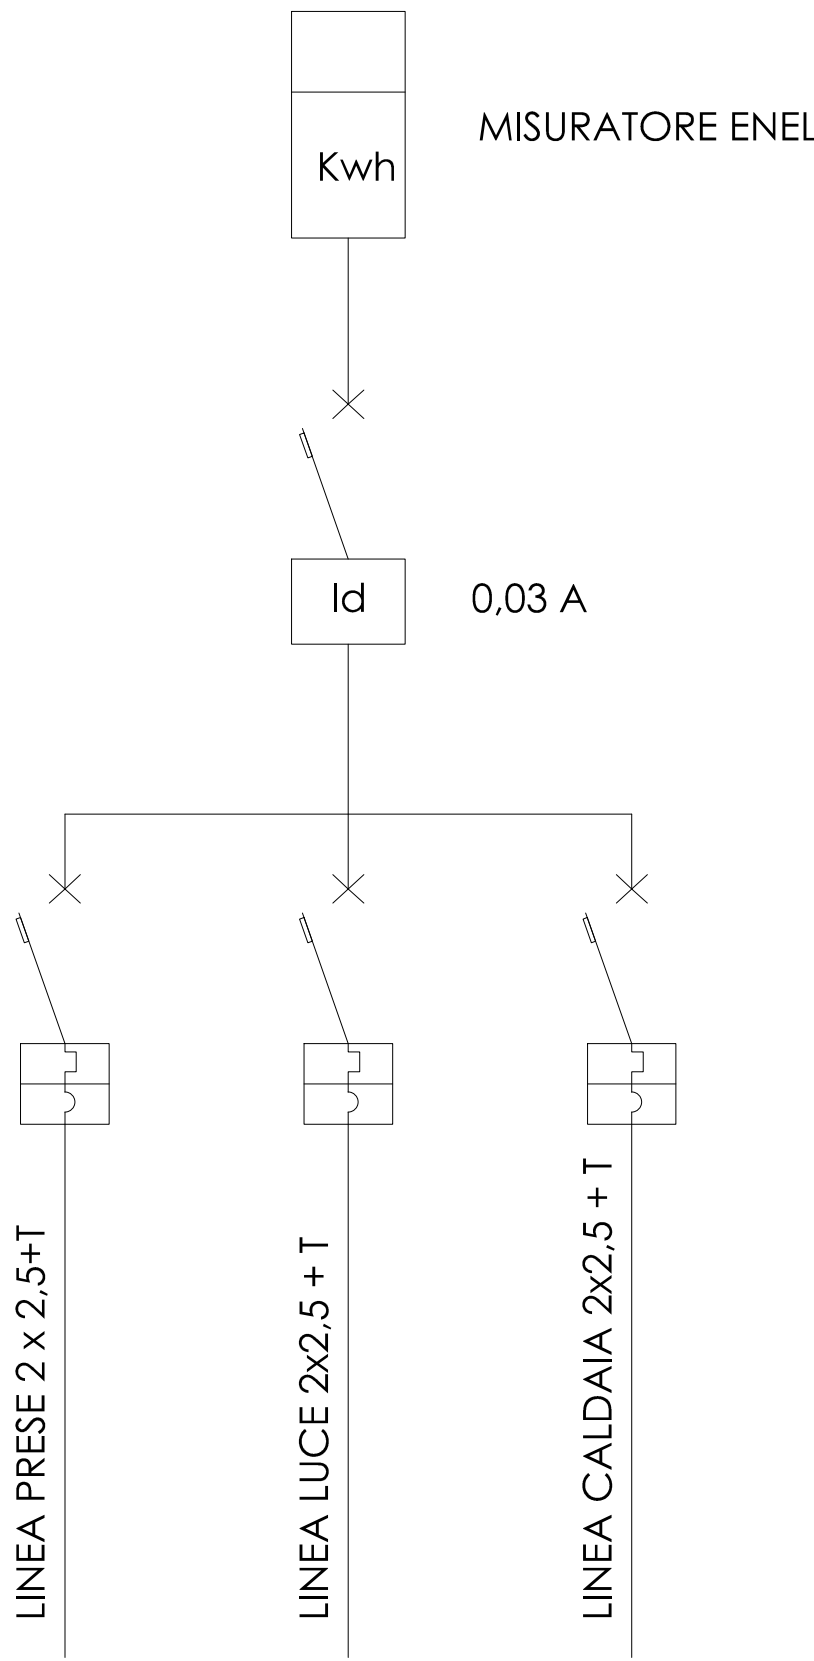 MISURATORE ENEL
Kwh
Id
0,03 A
LINEA PRESE 2 x 2,5+T
LINEA LUCE 2x2,5 + T
LINEA CALDAIA 2x2,5 + T